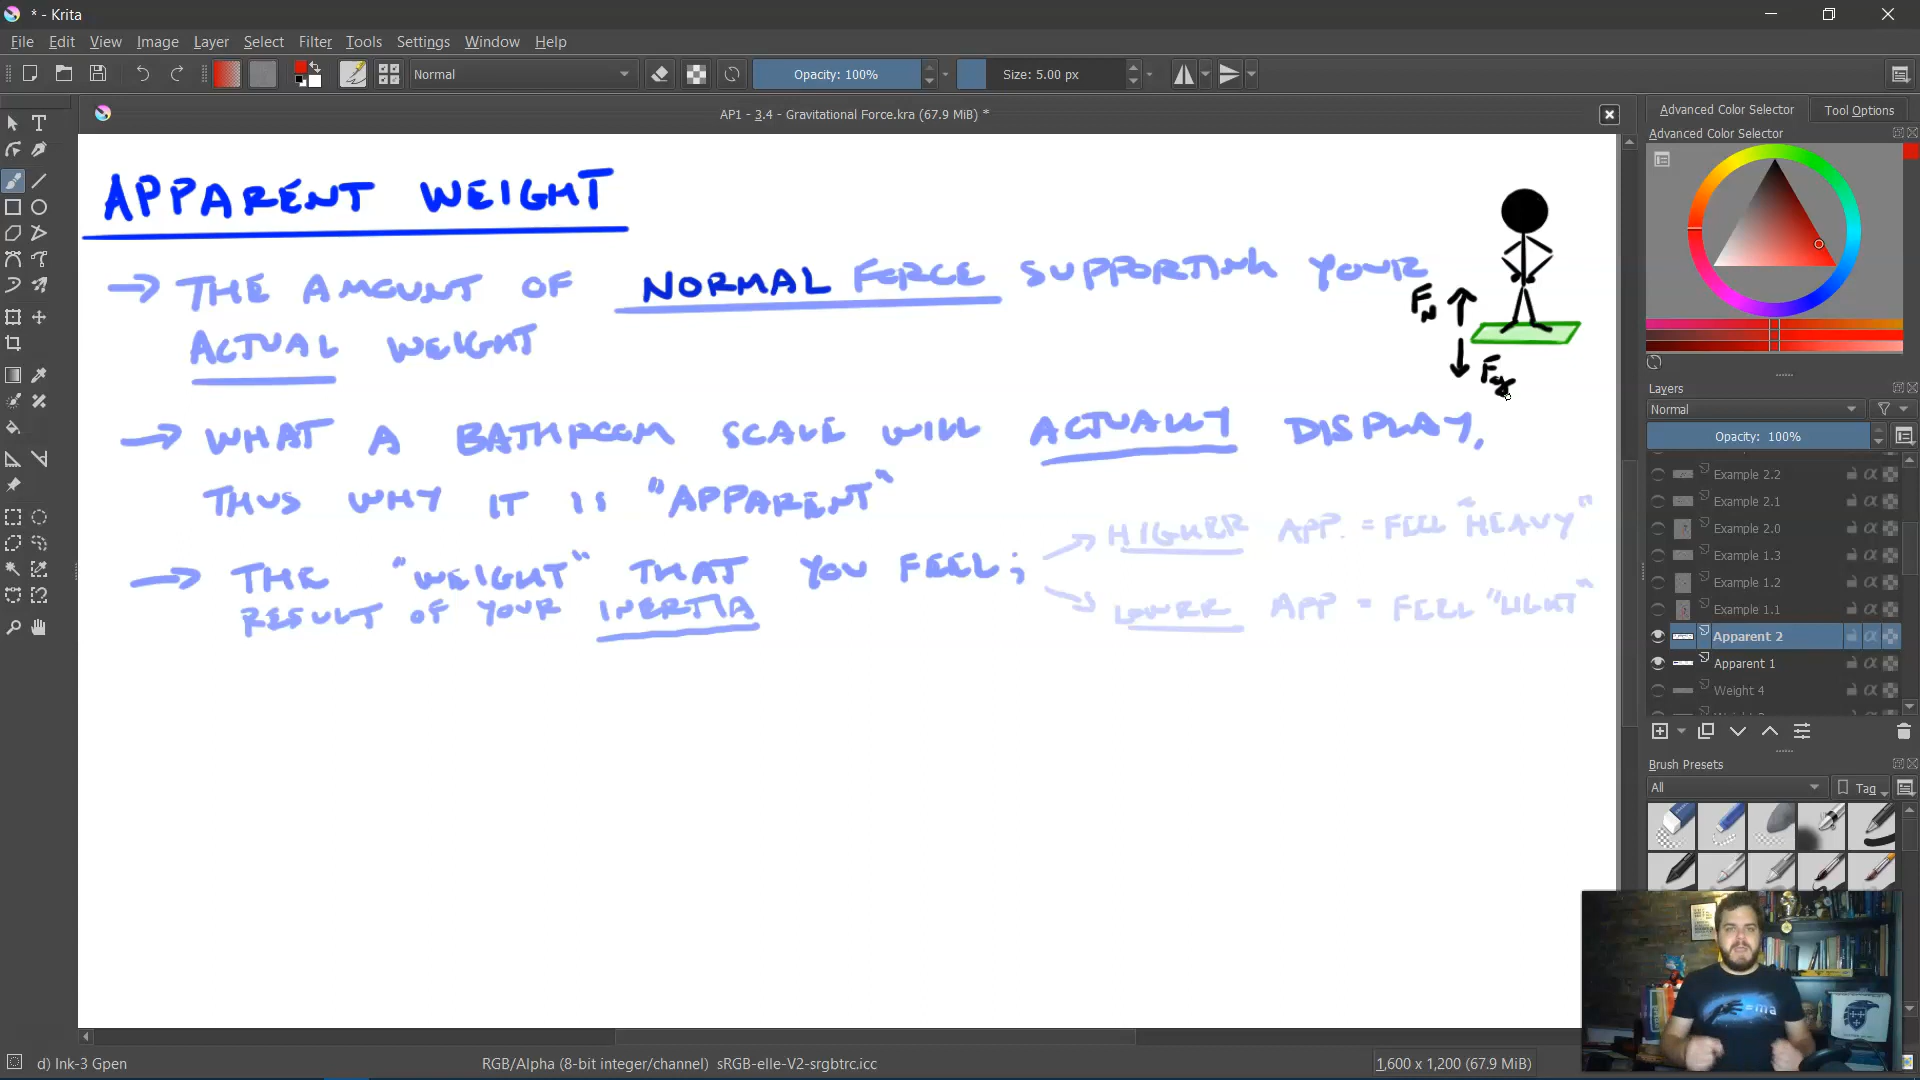 * - Krita
File Edit View Image Layer Select Filter Tools Settings Window Help
Normal
Opacity: 100%
Size: 5.00 px
AP1 - 3.4 - Gravitational Force.kra (67.9 MiB) *
APPARENT WEIGHT
→ THE AMOUNT OF NORMAL FORCE SUPPORTING YOUR
ACTUAL WEIGHT
FN
Fg
→ WHAT A BATHROOM SCALE WILL ACTUALLY DISPLAY,
THUS WHY IT IS "APPARENT"
→ THE "WEIGHT" THAT YOU FEEL;
RESULT OF YOUR INERTIA
HIGHER APP. = FEEL "HEAVY"
LOWER APP = FEEL "LIGHT"
Advanced Color Selector
Tool Options
Advanced Color Selector
Layers
Normal
Opacity: 100%
Example 2.2
Example 2.1
Example 2.0
Example 1.3
Example 1.2
Example 1.1
Apparent 2
Apparent 1
Weight 4
Brush Presets
All
Tag
=ma
d) Ink-3 Gpen
RGB/Alpha (8-bit integer/channel) sRGB-elle-V2-srgbtrc.icc
1,600 x 1,200 (67.9 MiB)